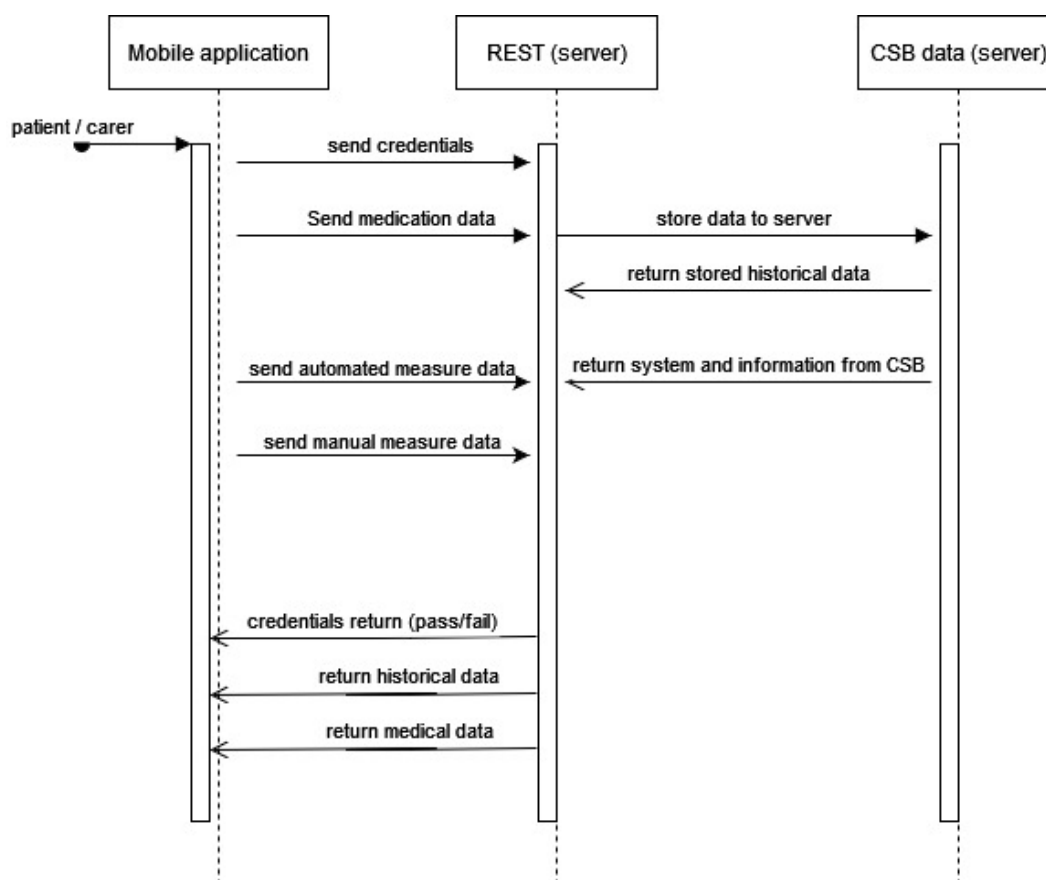 Mobile application
REST (server)
CSB data (server)
patient / carer
send credentials
Send medication data
store data to server
return stored historical data
send automated measure data
return system and information from CSB
send manual measure data
credentials return (pass/fail)
return historical data
return medical data